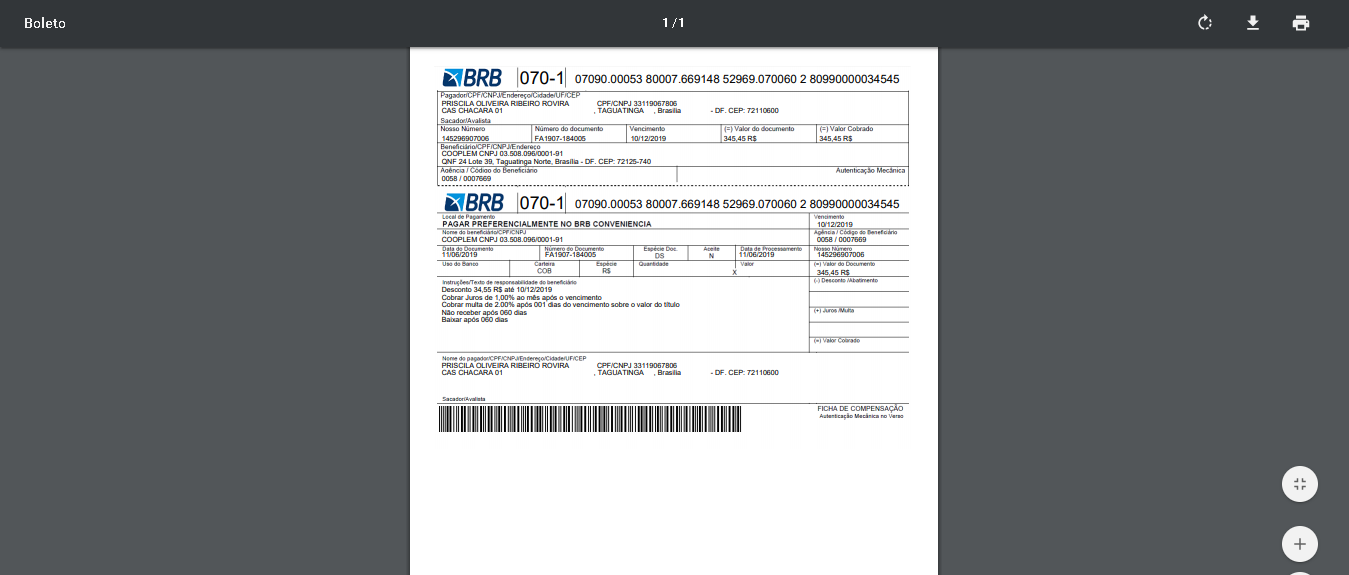 Boleto
1 / 1
BRB 070-1 07090.00053 80007.669148 52969.070060 2 80990000034545
Pagador/CPF/CNPJ/Endereço/Cidade/UF/CEP
PRISCILA OLIVEIRA RIBEIRO ROVIRA CPF/CNPJ 33119067806
CAS CHACARA 01 , TAGUATINGA , Brasília - DF. CEP: 72110600
Sacador/Avalista
Nosso Número Número do documento Vencimento (=) Valor do documento (=) Valor Cobrado
145296907006 FA1907-184005 10/12/2019 345,45 R$ 345,45 R$
Beneficiário/CPF/CNPJ/Endereço
COOPLEM CNPJ 03.508.096/0001-91
QNF 24 Lote 39, Taguatinga Norte, Brasília - DF. CEP: 72125-740
Agência / Código do Beneficiário Autenticação Mecânica
0058 / 0007669
BRB 070-1 07090.00053 80007.669148 52969.070060 2 80990000034545
Local de Pagamento Vencimento
PAGAR PREFERENCIALMENTE NO BRB CONVENIENCIA 10/12/2019
Nome do beneficiário/CPF/CNPJ Agência / Código do Beneficiário
COOPLEM CNPJ 03.508.096/0001-91 0058 / 0007669
Data do Documento Número do Documento Espécie Doc. Aceite Data de Processamento Nosso Número
11/06/2019 FA1907-184005 DS N 11/06/2019 145296907006
Uso do Banco Carteira Espécie Quantidade Valor (=) Valor do Documento
COB R$ X 345,45 R$
Instruções/Texto de responsabilidade do beneficiário (-) Desconto /Abatimento
Desconto 34,55 R$ até 10/12/2019
Cobrar Juros de 1,00% ao mês após o vencimento
Cobrar multa de 2.00% após 001 dias do vencimento sobre o valor do título
Não receber após 060 dias (+) Juros /Multa
Baixar após 060 dias
(=) Valor Cobrado
Nome do pagador/CPF/CNPJ/Endereço/Cidade/UF/CEP
PRISCILA OLIVEIRA RIBEIRO ROVIRA CPF/CNPJ 33119067806
CAS CHACARA 01 , TAGUATINGA , Brasília - DF. CEP: 72110600
Sacador/Avalista
FICHA DE COMPENSAÇÃO
Autenticação Mecânica no Verso